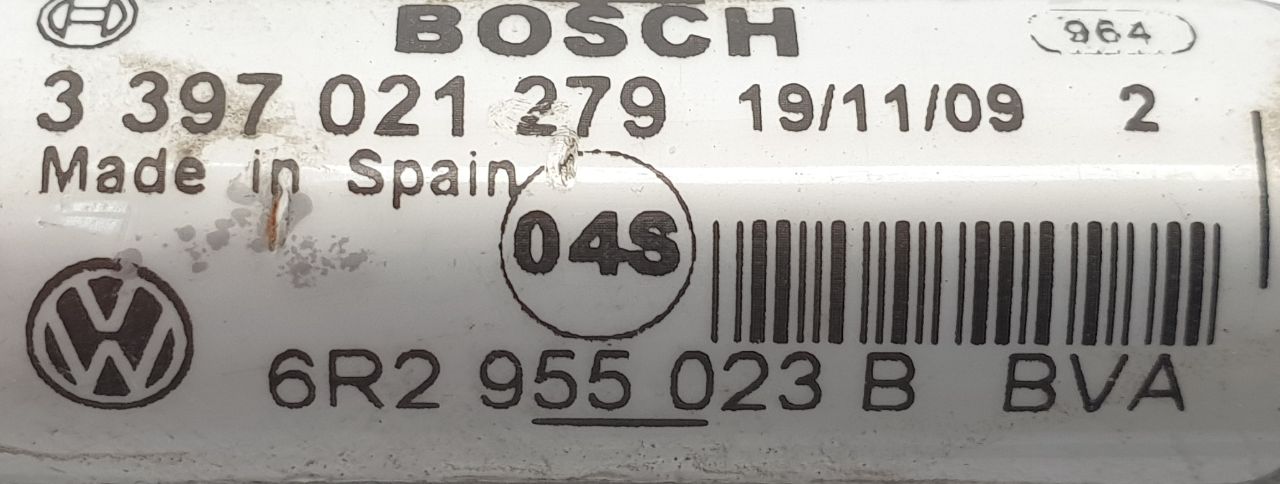 BOSCH 964
3 397 021 279 19/11/09 2
Made in Spain
04S
6R2 955 023 B BVA